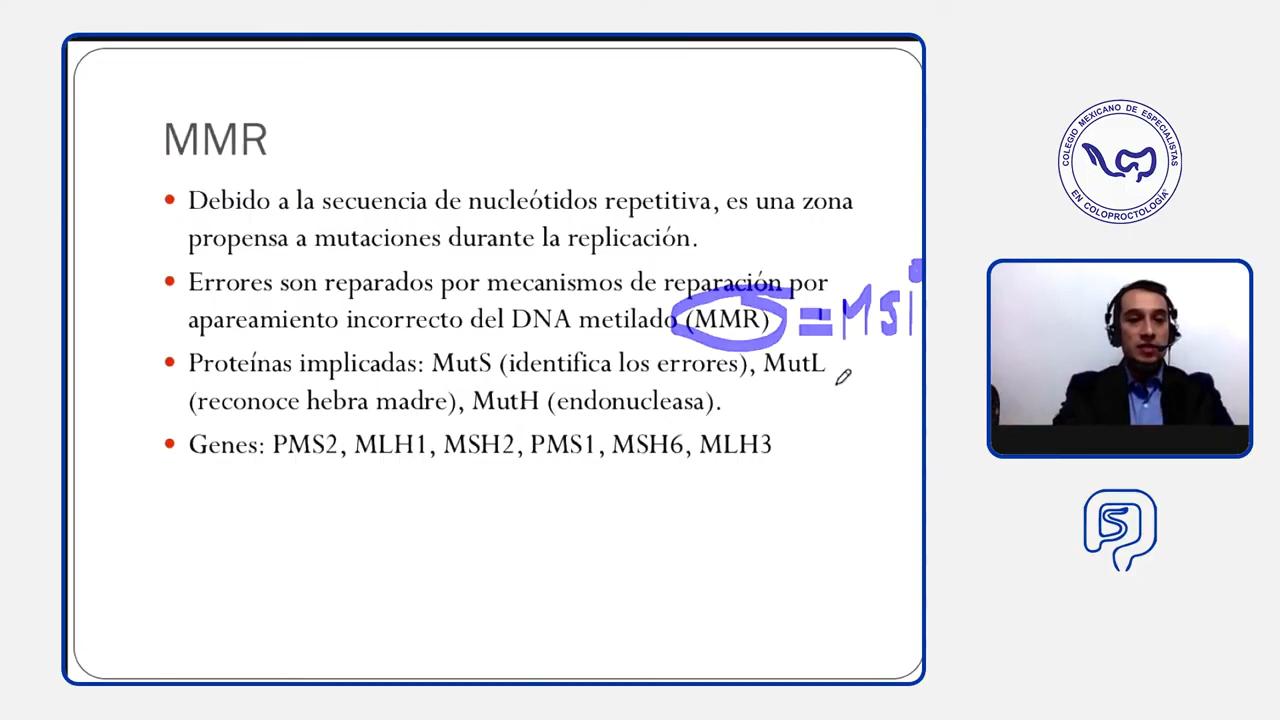 MMR
Debido a la secuencia de nucleótidos repetitiva, es una zona
propensa a mutaciones durante la replicación.
Errores son reparados por mecanismos de reparación por
apareamiento incorrecto del DNA metilado (MMR) = MSI
Proteínas implicadas: MutS (identifica los errores), MutL
(reconoce hebra madre), MutH (endonucleasa).
Genes: PMS2, MLH1, MSH2, PMS1, MSH6, MLH3
COLEGIO MEXICANO DE ESPECIALISTAS
EN COLOPROCTOLOGÍA